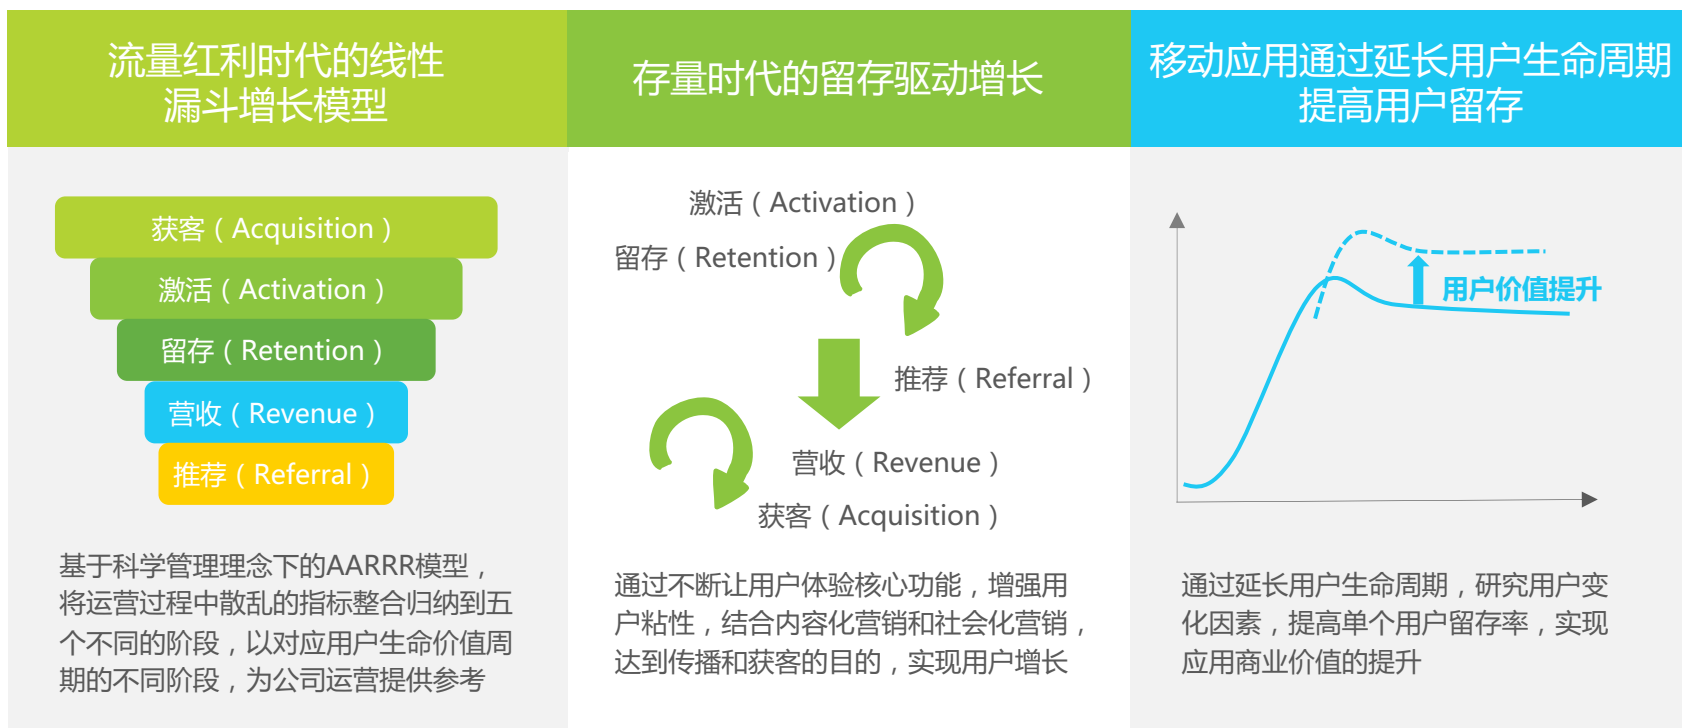 流量红利时代的线性
漏斗增长模型
获客（Acquisition）
激活（Activation）
留存（Retention）
营收（Revenue）
推荐（Referral）
基于科学管理理念下的AARRR模型，
将运营过程中散乱的指标整合归纳到五
个不同的阶段，以对应用户生命价值周
期的不同阶段，为公司运营提供参考
存量时代的留存驱动增长
激活（Activation）
留存（Retention）
推荐（Referral）
营收（Revenue）
获客（Acquisition）
通过不断让用户体验核心功能，增强用
户粘性，结合内容化营销和社会化营销，
达到传播和获客的目的，实现用户增长
移动应用通过延长用户生命周期
提高用户留存
用户价值提升
通过延长用户生命周期，研究用户变
化因素，提高单个用户留存率，实现
应用商业价值的提升